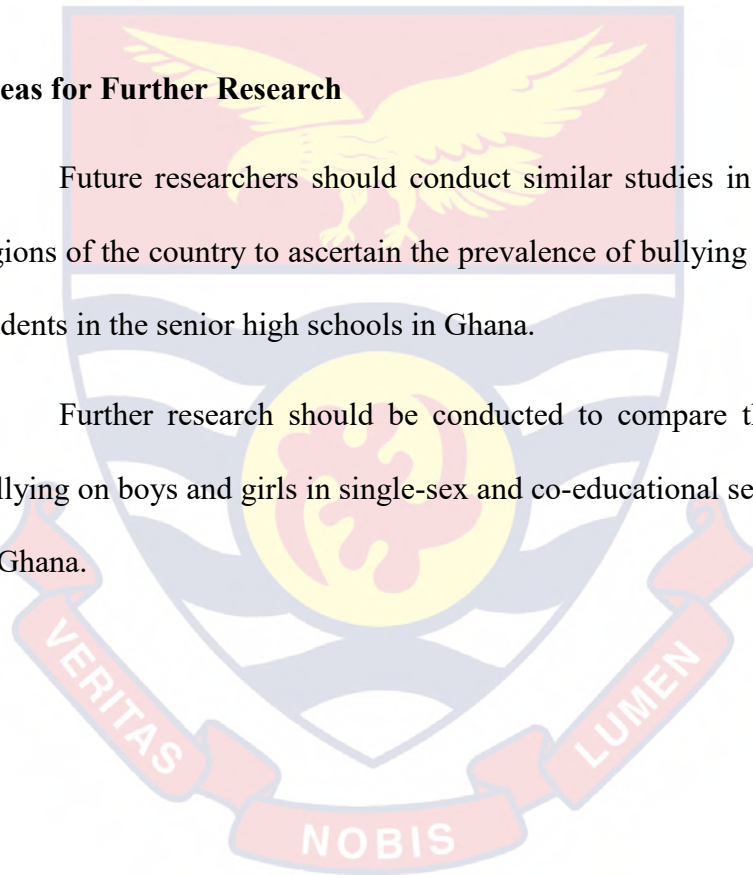 eas for Further Research
Future researchers should conduct similar studies in
gions of the country to ascertain the prevalence of bullying
udents in the senior high schools in Ghana.
Further research should be conducted to compare th
llying on boys and girls in single-sex and co-educational se
Ghana.
VERITAS
NOBIS
LUMEN